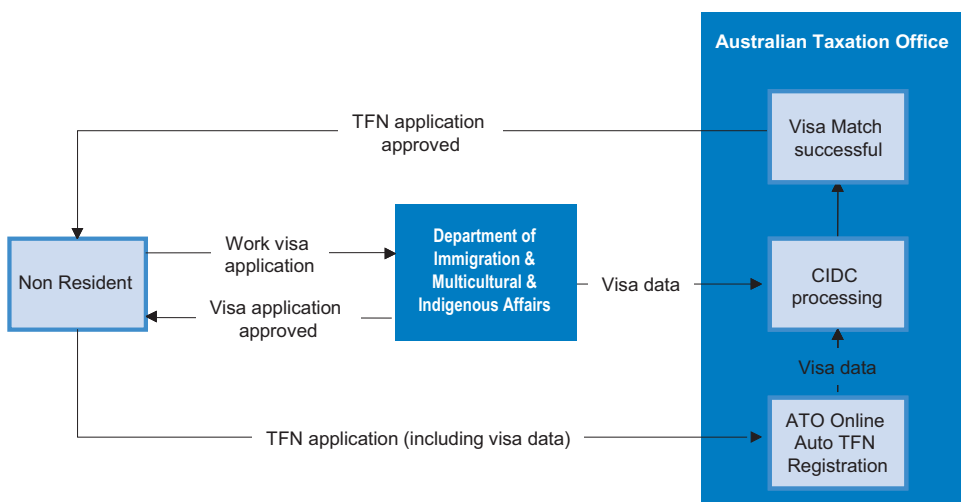 Australian Taxation Office
TFN application
approved
Visa Match
successful
Non Resident
Work visa
application
Department of
Immigration &
Multicultural &
Indigenous Affairs
Visa data
CIDC
processing
Visa application
approved
Visa data
TFN application (including visa data)
ATO Online
Auto TFN
Registration